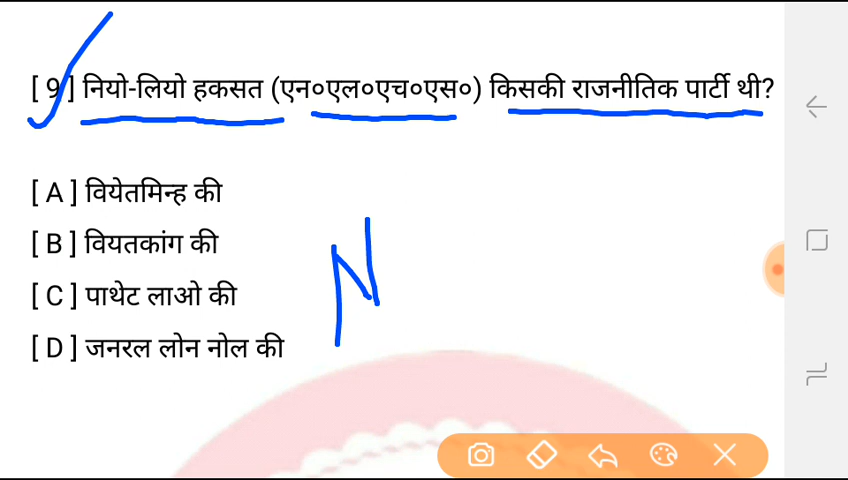 [ 9 ] नियो-लियो हकसत (एन०एल०एच०एस०) किसकी राजनीतिक पार्टी थी?
[ A ] वियेतमिन्ह की
[ B ] वियतकांग की
[ C ] पाथेट लाओ की
[ D ] जनरल लोन नोल की
N